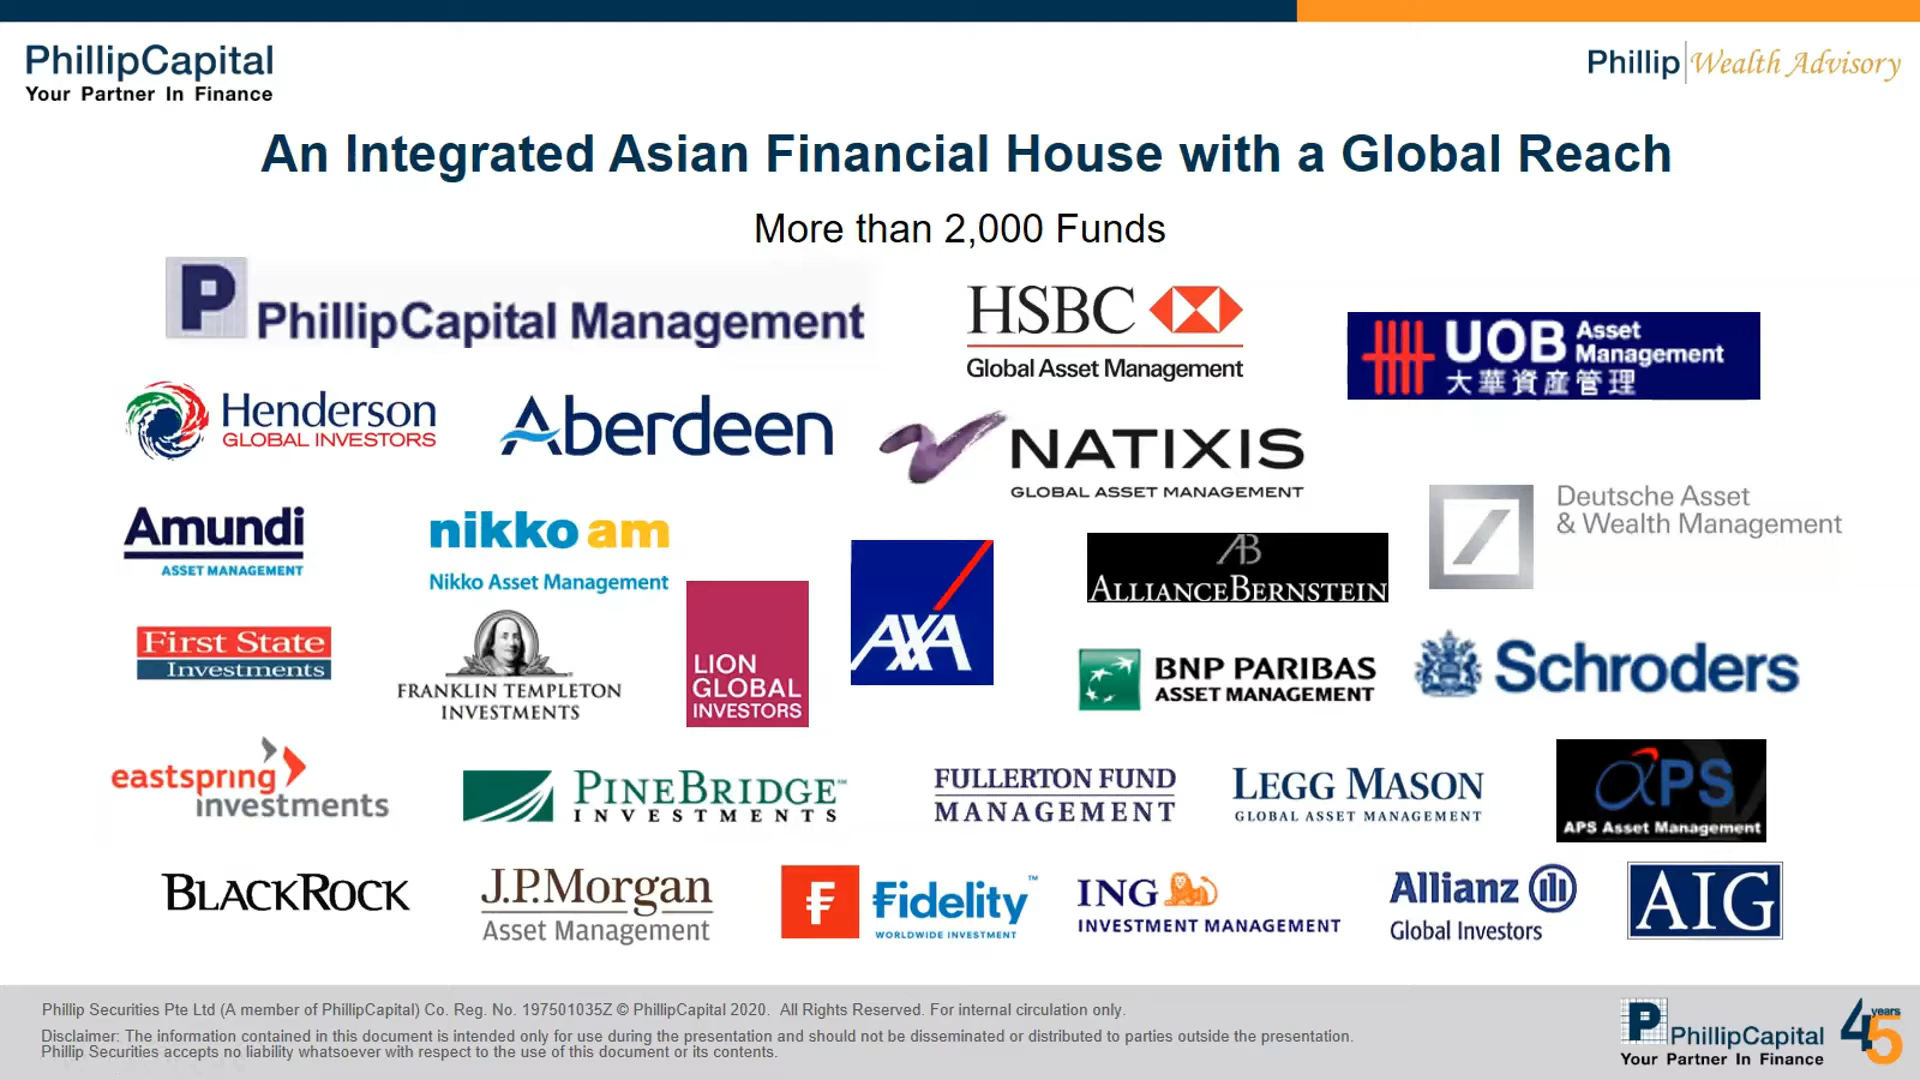 PhillipCapital
Your Partner In Finance
Phillip Wealth Advisory
An Integrated Asian Financial House with a Global Reach
More than 2,000 Funds
P PhillipCapital Management
HSBC
Global Asset Management
UOB Asset Management
大華資産管理
Henderson
GLOBAL INVESTORS
Aberdeen
NATIXIS
GLOBAL ASSET MANAGEMENT
Amundi
ASSET MANAGEMENT
nikko am
Nikko Asset Management
AXA
AB
ALLIANCEBERNSTEIN
Deutsche Asset
& Wealth Management
First State
Investments
FRANKLIN TEMPLETON
INVESTMENTS
LION
GLOBAL
INVESTORS
BNP PARIBAS
ASSET MANAGEMENT
Schroders
eastspring
investments
PINEBRIDGE℠
INVESTMENTS
FULLERTON FUND
MANAGEMENT
LEGG MASON
GLOBAL ASSET MANAGEMENT
APS
APS Asset Management
BLACKROCK
J.P.Morgan
Asset Management
F Fidelity™
WORLDWIDE INVESTMENT
ING
INVESTMENT MANAGEMENT
Allianz
Global Investors
AIG
Phillip Securities Pte Ltd (A member of PhillipCapital) Co. Reg. No. 197501035Z © PhillipCapital 2020. All Rights Reserved. For internal circulation only.
Disclaimer: The information contained in this document is intended only for use during the presentation and should not be disseminated or distributed to parties outside the presentation.
Phillip Securities accepts no liability whatsoever with respect to the use of this document or its contents.
P PhillipCapital
Your Partner In Finance
45 years